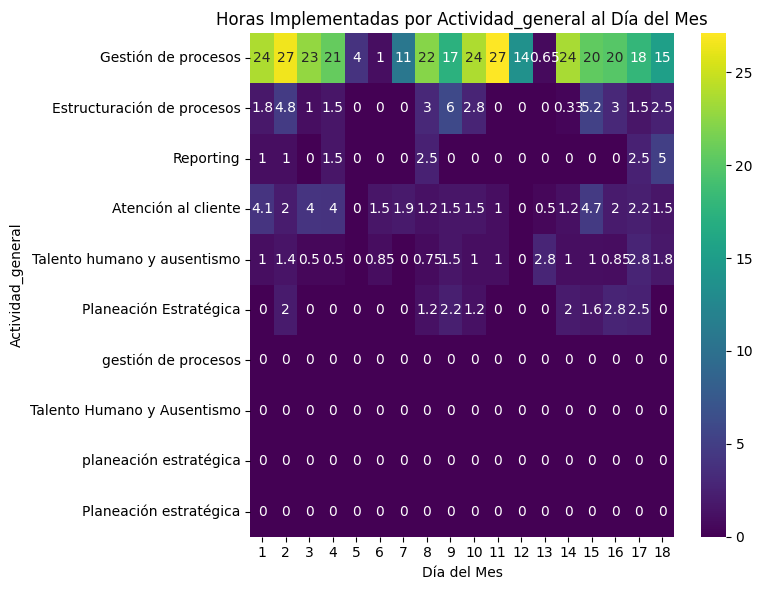 Horas Implementadas por Actividad_general al Día del Mes
Gestión de procesos 24 27 23 21 4 1 11 22 17 24 27 14 0.65 24 20 20 18 15
Estructuración de procesos 1.8 4.8 1 1.5 0 0 0 3 6 2.8 0 0 0 0.33 5.2 3 1.5 2.5
Reporting 1 1 0 1.5 0 0 0 2.5 0 0 0 0 0 0 0 0 2.5 5
Atención al cliente 4.1 2 4 4 0 1.5 1.9 1.2 1.5 1.5 1 0 0.5 1.2 4.7 2 2.2 1.5
Talento humano y ausentismo 1 1.4 0.5 0.5 0 0.85 0 0.75 1.5 1 1 0 2.8 1 1 0.85 2.8 1.8
Planeación Estratégica 0 2 0 0 0 0 0 1.2 2.2 1.2 0 0 0 2 1.6 2.8 2.5 0
gestión de procesos 0 0 0 0 0 0 0 0 0 0 0 0 0 0 0 0 0 0
Talento Humano y Ausentismo 0 0 0 0 0 0 0 0 0 0 0 0 0 0 0 0 0 0
planeación estratégica 0 0 0 0 0 0 0 0 0 0 0 0 0 0 0 0 0 0
Planeación estratégica 0 0 0 0 0 0 0 0 0 0 0 0 0 0 0 0 0 0
1 2 3 4 5 6 7 8 9 10 11 12 13 14 15 16 17 18
Día del Mes
Actividad_general
25
20
15
10
5
0